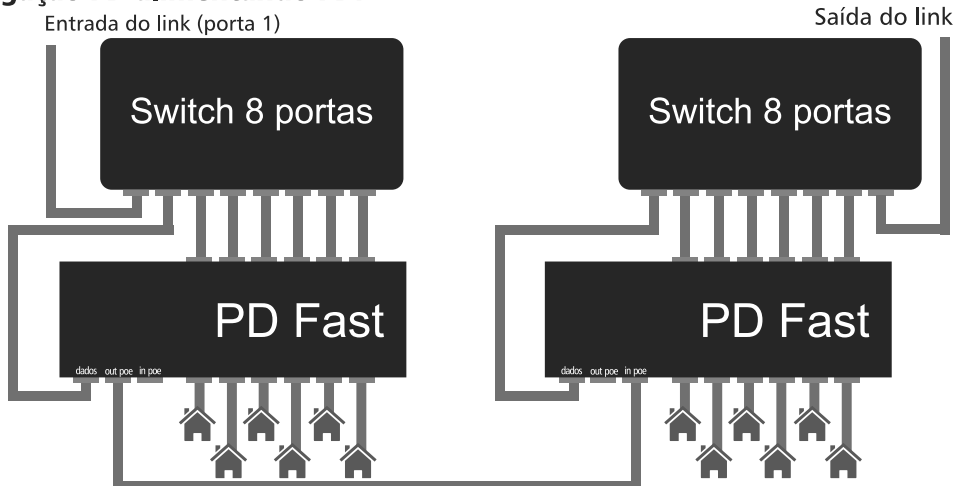 Entrada do link (porta 1)
Saída do link
Switch 8 portas
Switch 8 portas
PD Fast
dados out poe in poe
PD Fast
dados out poe in poe